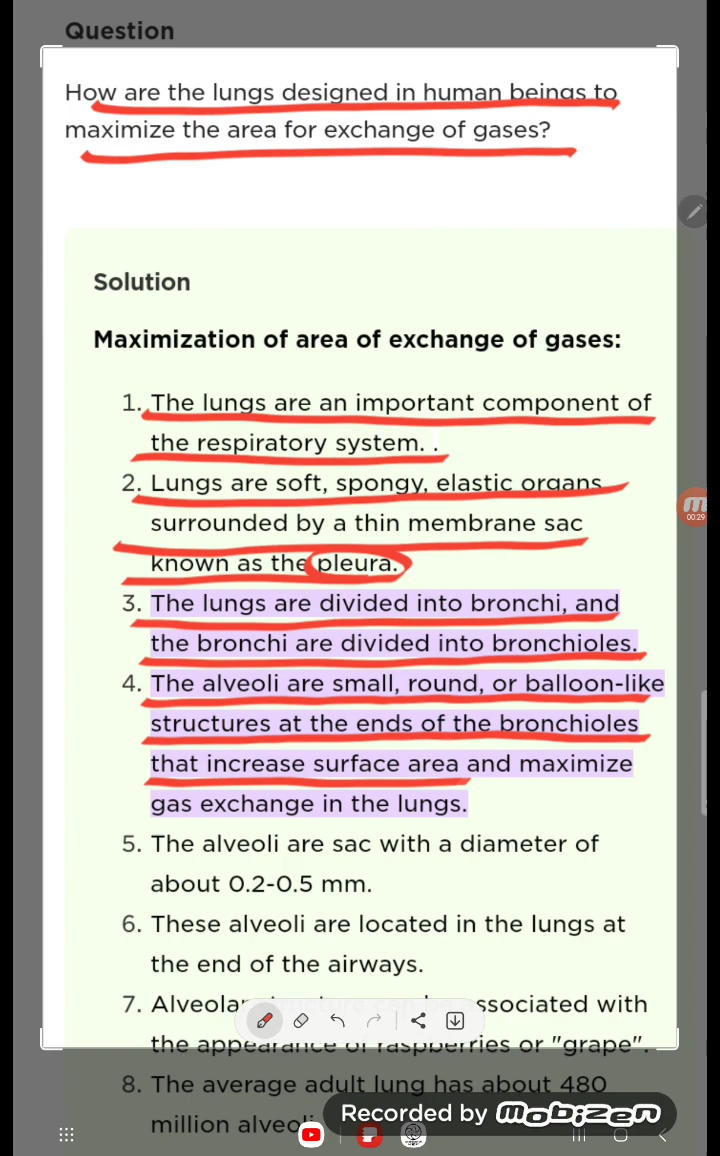 Question
How are the lungs designed in human beings to
maximize the area for exchange of gases?
Solution
Maximization of area of exchange of gases:
1. The lungs are an important component of
the respiratory system. .
2. Lungs are soft, spongy, elastic organs
surrounded by a thin membrane sac
known as the pleura.
3. The lungs are divided into bronchi, and
the bronchi are divided into bronchioles.
4. The alveoli are small, round, or balloon-like
structures at the ends of the bronchioles
that increase surface area and maximize
gas exchange in the lungs.
5. The alveoli are sac with a diameter of
about 0.2-0.5 mm.
6. These alveoli are located in the lungs at
the end of the airways.
7. Alveolar structure can be associated with
the appearance of raspberries or "grape".
8. The average adult lung has about 480
million alveoli
Recorded by mobizen
m
00:29